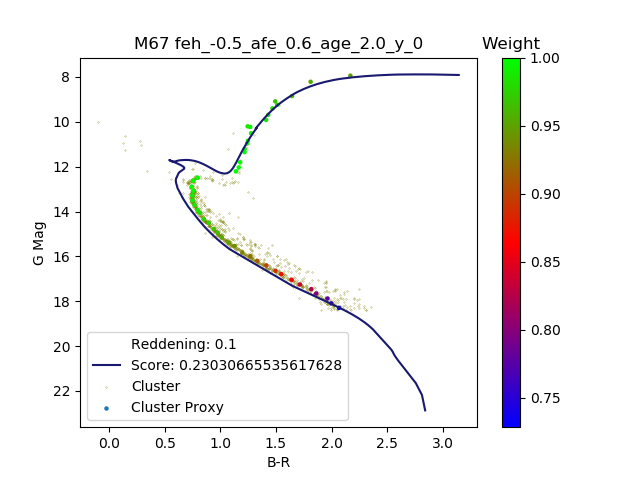 M67 feh_-0.5_afe_0.6_age_2.0_y_0
Weight
8
10
12
14
16
18
20
22
G Mag
0.0 0.5 1.0 1.5 2.0 2.5 3.0
B-R
Reddening: 0.1
Score: 0.23030665535617628
Cluster
Cluster Proxy
1.00
0.95
0.90
0.85
0.80
0.75